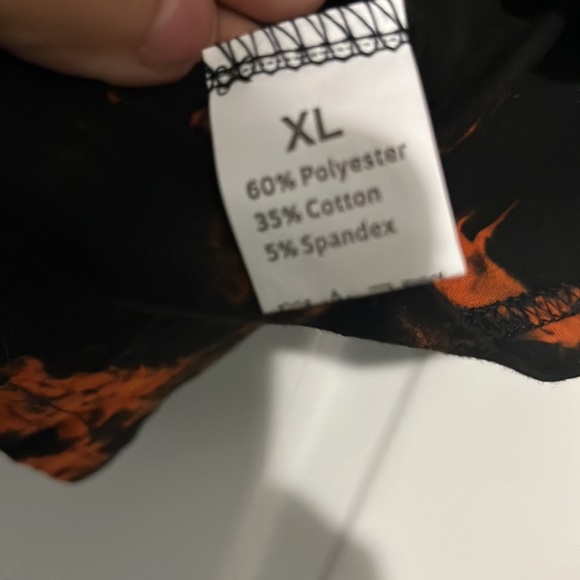 XL
60% Polyester
35% Cotton
5% Spandex